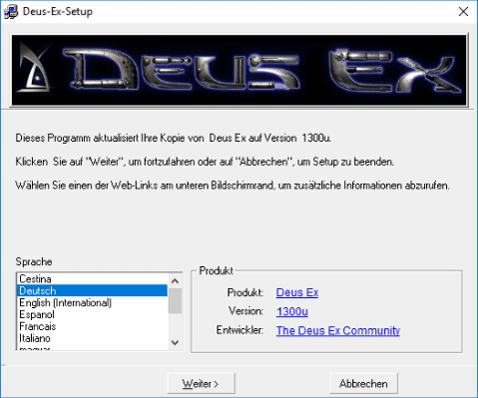 Deus-Ex-Setup
DEUS EX
Dieses Programm aktualisiert Ihre Kopie von Deus Ex auf Version 1300u.
Klicken Sie auf "Weiter", um fortzufahren oder auf "Abbrechen", um Setup zu beenden.
Wählen Sie einen der Web-Links am unteren Bildschirmrand, um zusätzliche Informationen abzurufen.
Sprache
Cestina
Deutsch
English (International)
Espanol
Francais
Italiano
magyar
Produkt
Produkt: Deus Ex
Version: 1300u
Entwickler: The Deus Ex Community
Weiter >
Abbrechen